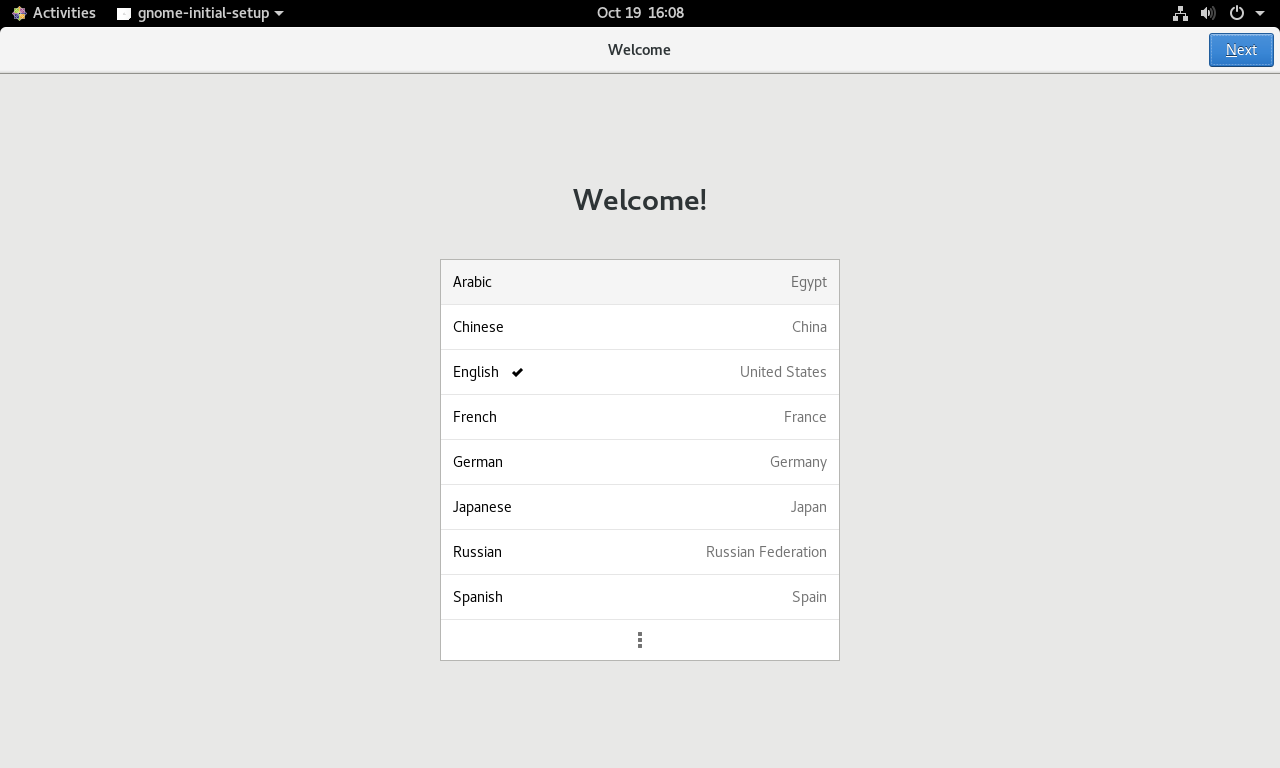 Activities gnome-initial-setup Oct 19 16:08
Welcome Next
Welcome!
Arabic Egypt
Chinese China
English United States
French France
German Germany
Japanese Japan
Russian Russian Federation
Spanish Spain